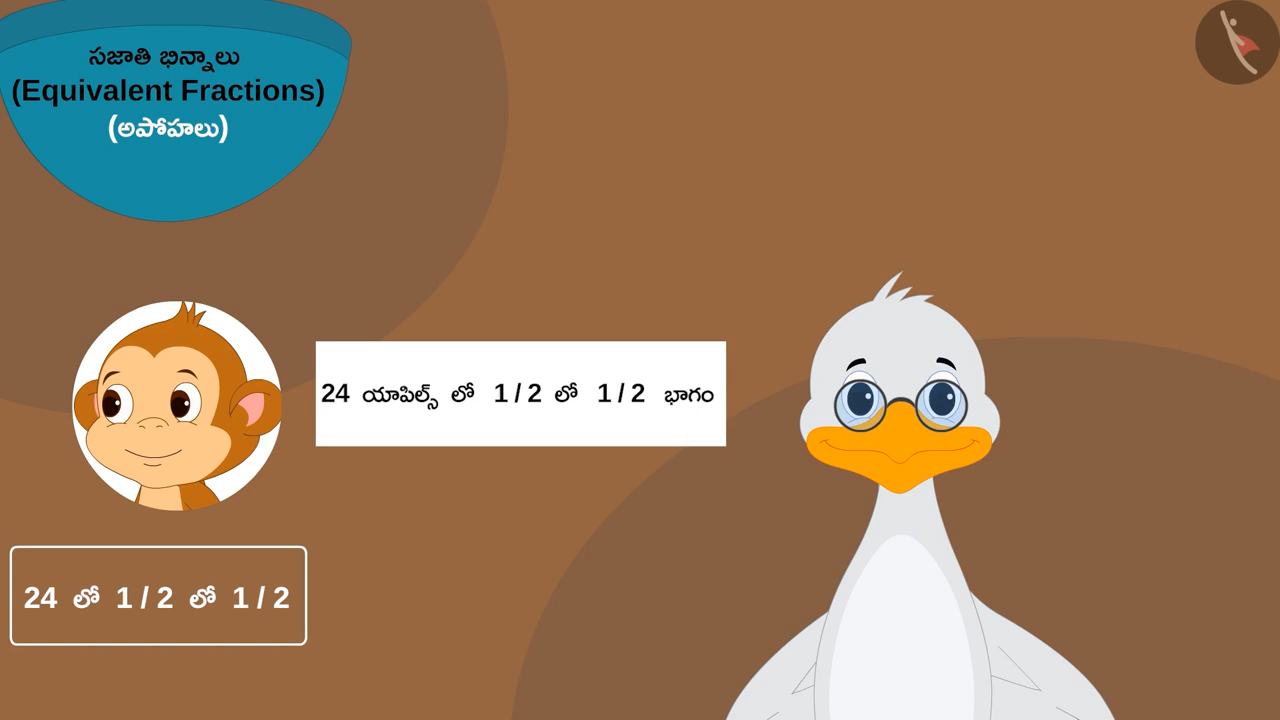 సజాతి భిన్నాలు
(Equivalent Fractions)
(అపోహలు)
24 యాపిల్స్ లో 1 / 2 లో 1 / 2 భాగం
24 లో 1 / 2 లో 1 / 2